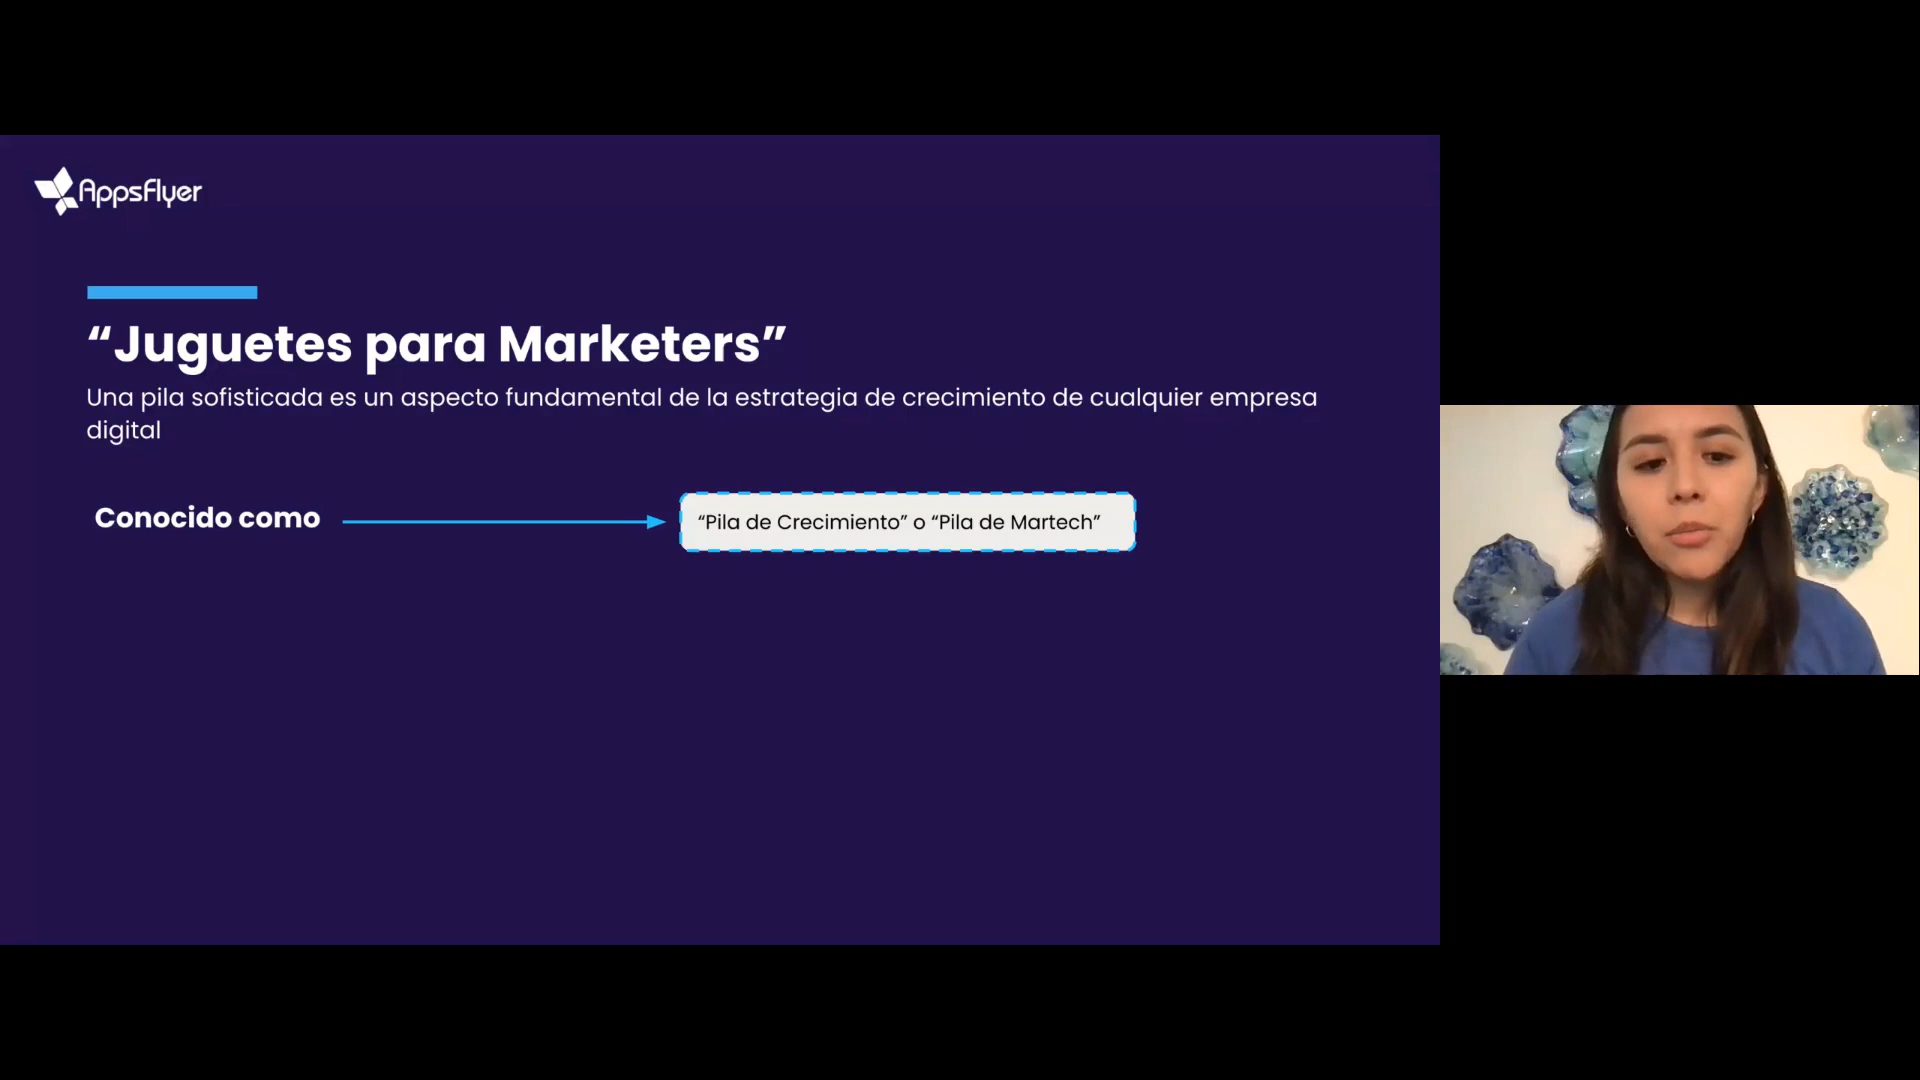 AppsFlyer
“Juguetes para Marketers”
Una pila sofisticada es un aspecto fundamental de la estrategia de crecimiento de cualquier empresa
digital
Conocido como
“Pila de Crecimiento” o “Pila de Martech”